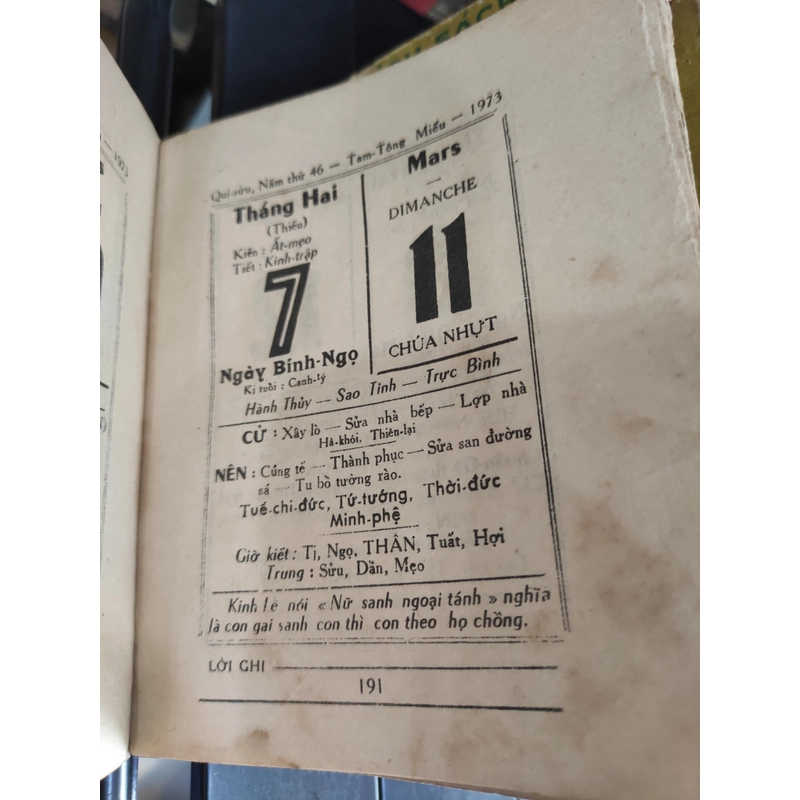 Quí-sửu, Năm thứ 46 — Tam-Tông Miếu — 1973
Tháng Hai
(Thiếu)
Kiến : Ất-mẹo
Tiết : Kinh-trập
7
Ngày Bính-Ngọ
Kị tuổi : Canh-tý
Mars
—
DIMANCHE
11
CHÚA NHỰT
Hành Thủy — Sao Tinh — Trực Bình
CỬ : Xây lò — Sửa nhà bếp — Lợp nhà
Hà-khôi, Thiên-lại
NÊN : Cúng tế — Thành phục — Sửa san đường
sá — Tu bồ tường rào.
Tuế-chi-đức, Tứ-tướng, Thời-đức
Minh-phệ
Giờ kiết : Tị, Ngọ, THÂN, Tuất, Hợi
Trung : Sửu, Dần, Mẹo
Kinh lễ nói « Nữ sanh ngoại tánh » nghĩa
là con gái sanh con thì con theo họ chồng.
LỜI GHI
191
1973